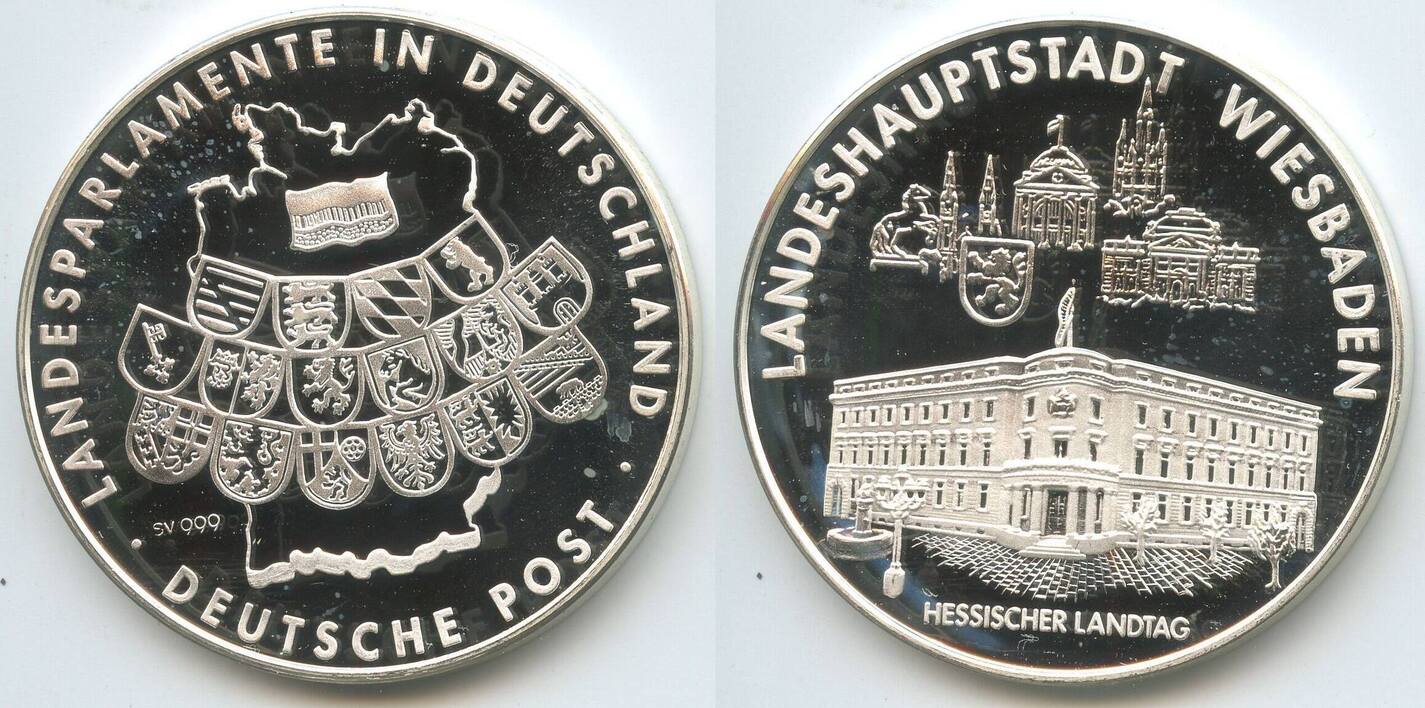 LANDESPARLAMENTE IN DEUTSCHLAND
SV 999
DEUTSCHE POST
LANDESHAUPTSTADT WIESBADEN
HESSISCHER LANDTAG